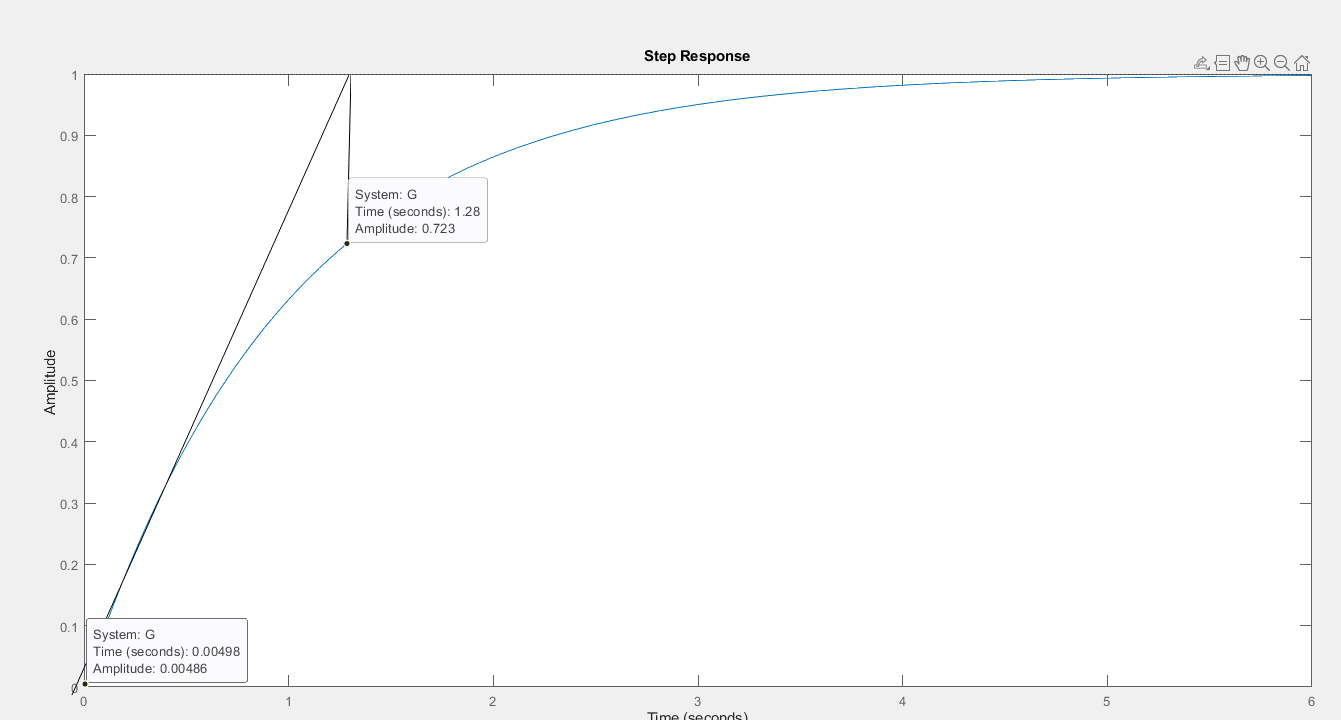 Step Response
1
0.9
0.8
0.7
0.6
0.5
0.4
0.3
0.2
0.1
0
Amplitude
System: G
Time (seconds): 1.28
Amplitude: 0.723
System: G
Time (seconds): 0.00498
Amplitude: 0.00486
0 1 2 3 4 5 6
Time (seconds)